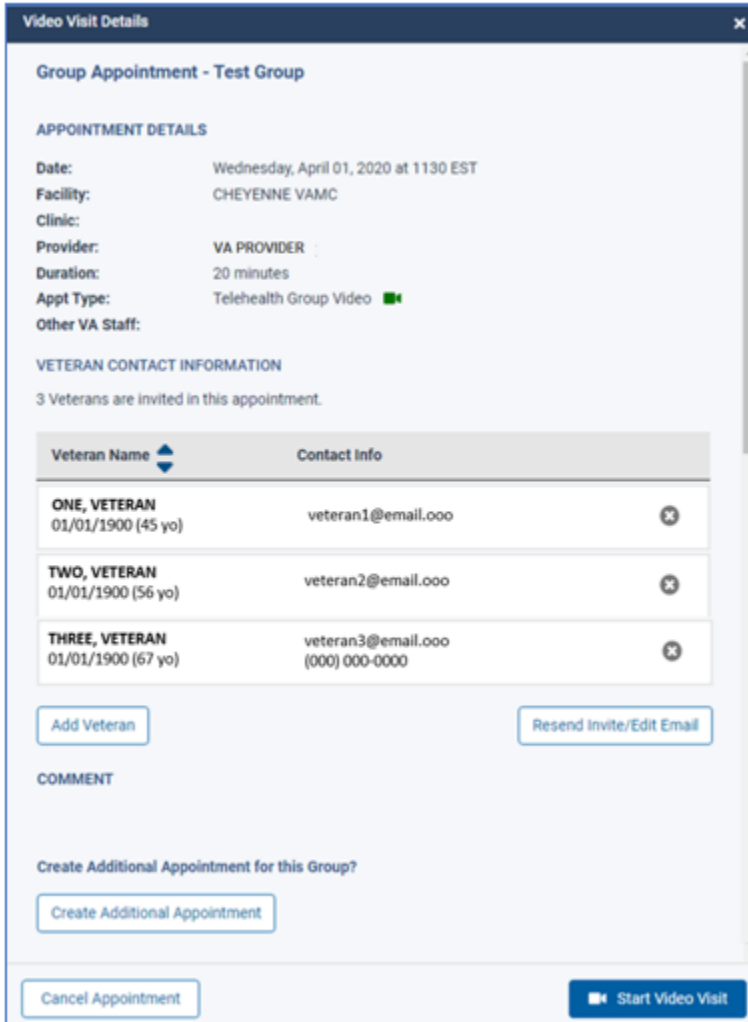 Video Visit Details
Group Appointment - Test Group
APPOINTMENT DETAILS
Date: Wednesday, April 01, 2020 at 1130 EST
Facility: CHEYENNE VAMC
Clinic:
Provider: VA PROVIDER
Duration: 20 minutes
Appt Type: Telehealth Group Video
Other VA Staff:
VETERAN CONTACT INFORMATION
3 Veterans are invited in this appointment.
Veteran Name Contact Info
ONE, VETERAN
01/01/1900 (45 yo) veteran1@email.ooo
TWO, VETERAN
01/01/1900 (56 yo) veteran2@email.ooo
THREE, VETERAN veteran3@email.ooo
01/01/1900 (67 yo) (000) 000-0000
Add Veteran Resend Invite/Edit Email
COMMENT
Create Additional Appointment for this Group?
Create Additional Appointment
Cancel Appointment Start Video Visit